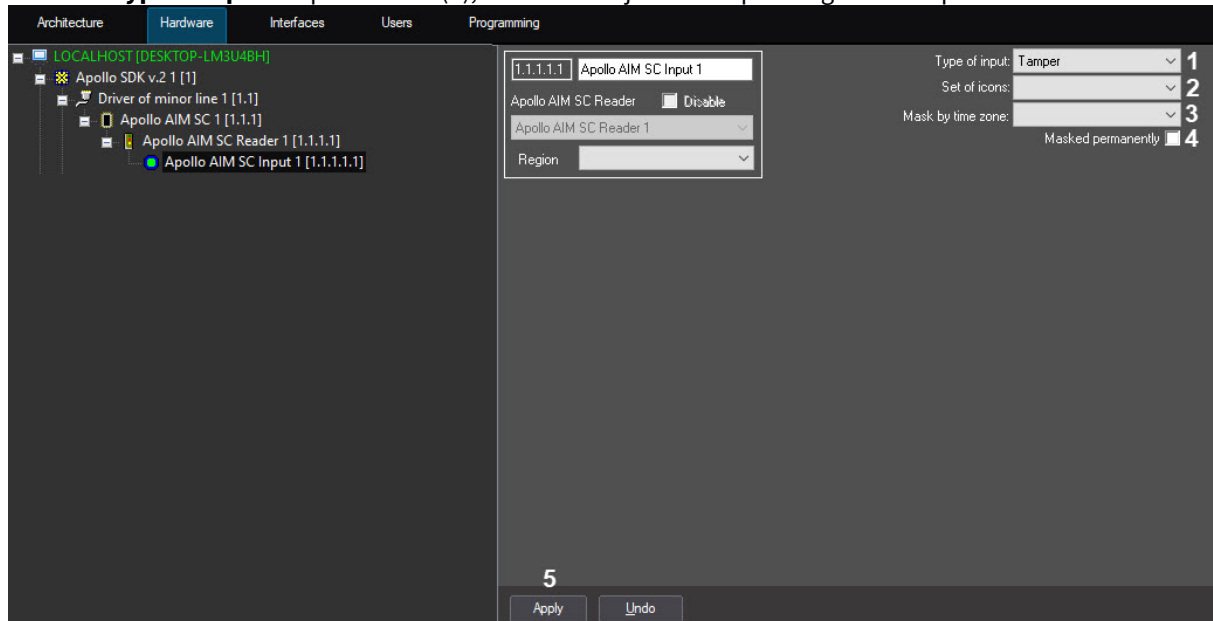 Architecture Hardware Interfaces Users Programming
LOCALHOST [DESKTOP-LM3U4BH]
Apollo SDK v.2 1 [1]
Driver of minor line 1 [1.1]
Apollo AIM SC 1 [1.1.1]
Apollo AIM SC Reader 1 [1.1.1.1]
Apollo AIM SC Input 1 [1.1.1.1.1]
1.1.1.1.1 Apollo AIM SC Input 1
Apollo AIM SC Reader Disable
Apollo AIM SC Reader 1
Region
Type of input: Tamper 1
Set of icons: 2
Mask by time zone: 3
Masked permanently 4
5
Apply Undo